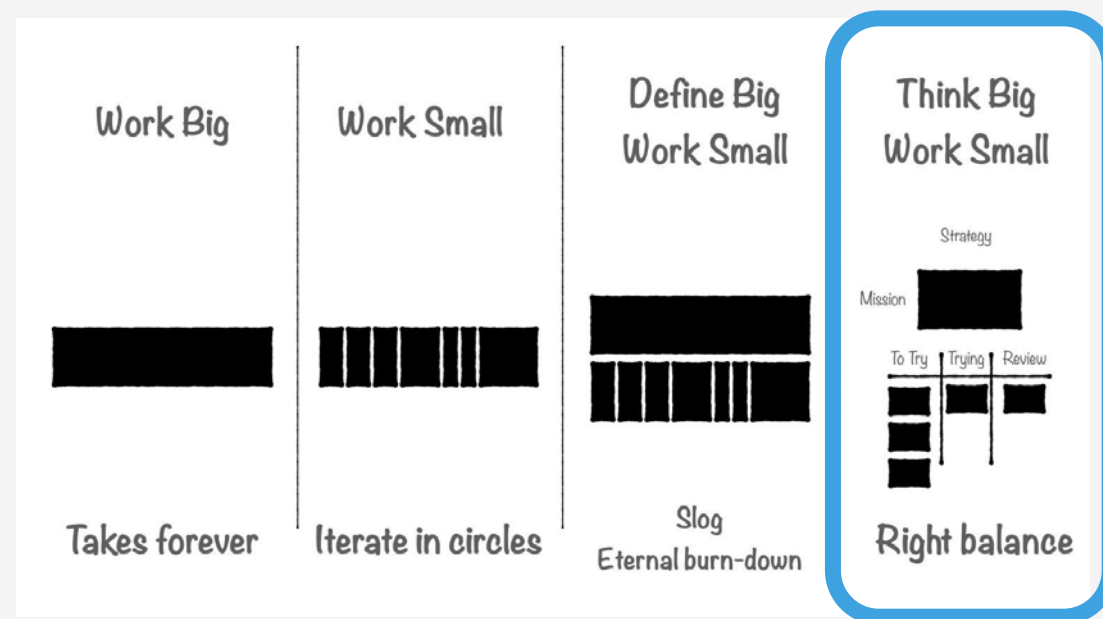 Work Big
Takes forever
Work Small
Iterate in circles
Define Big
Work Small
Slog
Eternal burn-down
Think Big
Work Small
Strategy
Mission
To Try Trying Review
Right balance